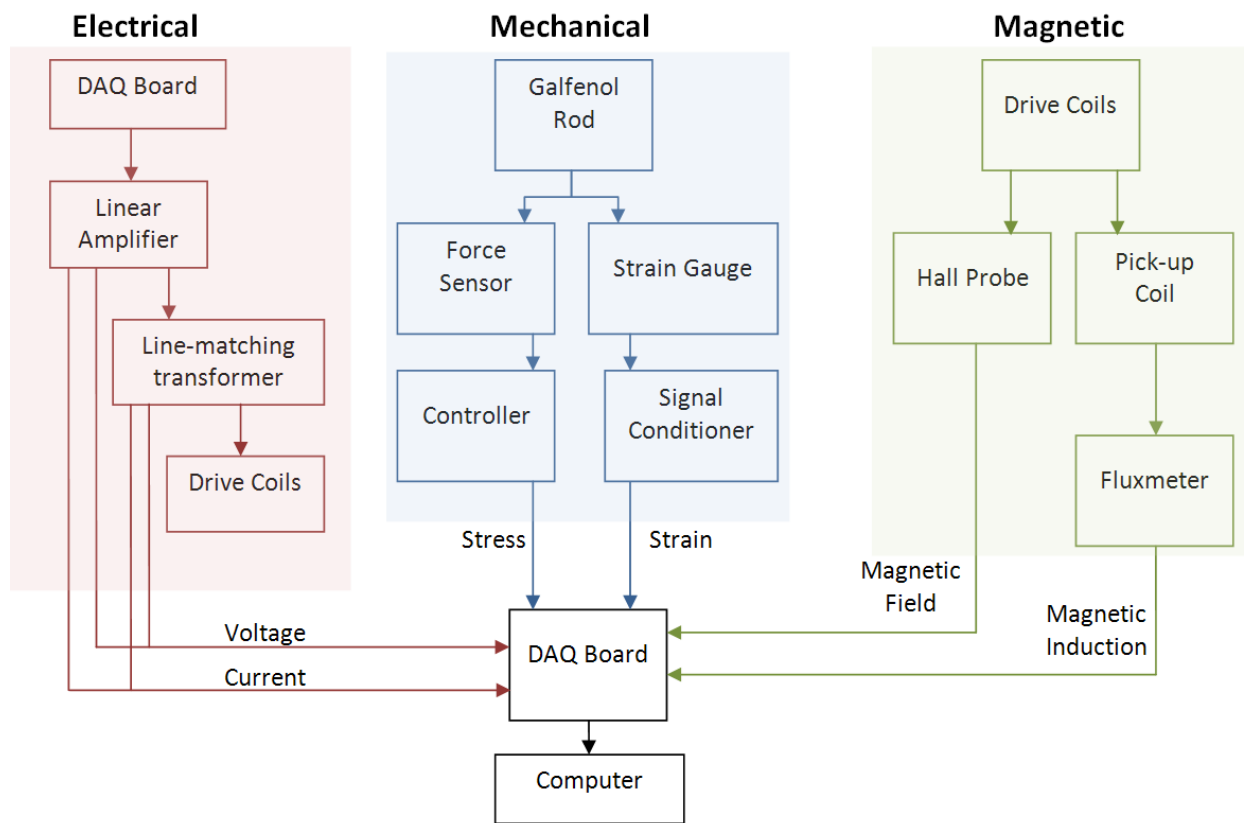 Electrical
DAQ Board
Linear
Amplifier
Line-matching
transformer
Drive Coils
Voltage
Current
Mechanical
Galfenol
Rod
Force
Sensor
Strain Gauge
Controller
Signal
Conditioner
Stress
Strain
Magnetic
Drive Coils
Hall Probe
Pick-up
Coil
Fluxmeter
Magnetic
Field
Magnetic
Induction
DAQ Board
Computer